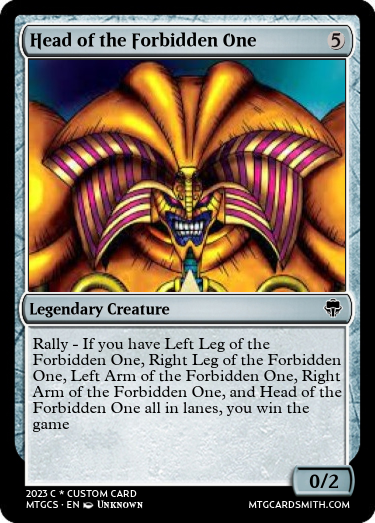 Head of the Forbidden One 5
Legendary Creature
Rally - If you have Left Leg of the
Forbidden One, Right Leg of the Forbidden
One, Left Arm of the Forbidden One, Right
Arm of the Forbidden One, and Head of the
Forbidden One all in lanes, you win the
game
0/2
2023 C * CUSTOM CARD
MTGCS • EN Unknown MTGCARDSMITH.COM